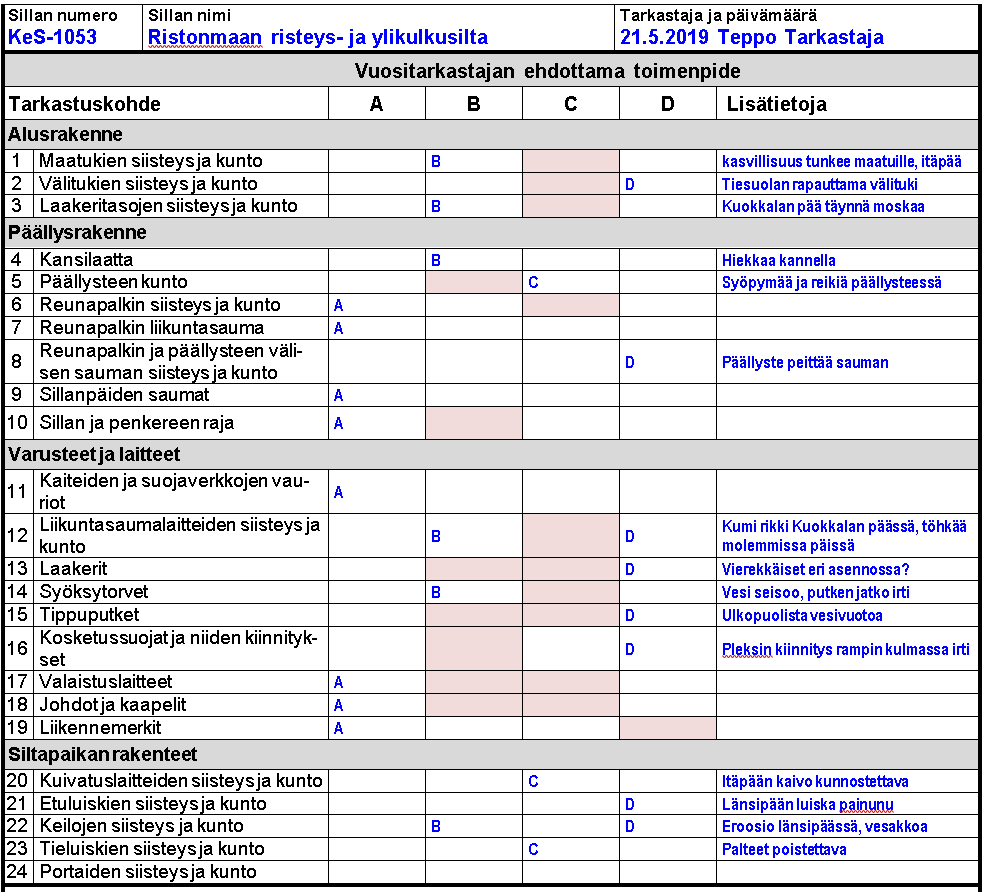 Sillan numero Sillan nimi Tarkastaja ja päivämäärä
KeS-1053 Ristonmaan risteys- ja ylikulkusilta 21.5.2019 Teppo Tarkastaja
Vuositarkastajan ehdottama toimenpide
Tarkastuskohde A B C D Lisätietoja
Alusrakenne
1 Maatukien siisteys ja kunto B kasvillisuus tunkee maatuille, itäpää
2 Välitukien siisteys ja kunto D Tiesuolan rapauttama välituki
3 Laakeritasojen siisteys ja kunto B Kuokkalan pää täynnä moskaa
Päällysrakenne
4 Kansilaatta B Hiekkaa kannella
5 Päällysteen kunto C Syöpymää ja reikiä päällysteessä
6 Reunapalkin siisteys ja kunto A
7 Reunapalkin liikuntasauma A
8 Reunapalkin ja päällysteen väli-
sen sauman siisteys ja kunto D Päällyste peittää sauman
9 Sillanpäiden saumat A
10 Sillan ja penkereen raja A
Varusteet ja laitteet
11 Kaiteiden ja suojaverkkojen vau-
riot A
12 Liikuntasaumalaitteiden siisteys ja
kunto B D Kumi rikki Kuokkalan päässä, töhkää
molemmissa päissä
13 Laakerit D Vierekkäiset eri asennossa?
14 Syöksytorvet B Vesi seisoo, putken jatko irti
15 Tippuputket D Ulkopuolista vesivuotoa
16 Kosketussuojat ja niiden kiinnityk-
set D Pleksin kiinnitys rampin kulmassa irti
17 Valaistuslaitteet A
18 Johdot ja kaapelit A
19 Liikennemerkit A
Siltapaikan rakenteet
20 Kuivatuslaitteiden siisteys ja kunto C Itäpään kaivo kunnostettava
21 Etuluiskien siisteys ja kunto D Länsipään luiska painunu
22 Keilojen siisteys ja kunto B D Eroosio länsipäässä, vesakkoa
23 Tieluiskien siisteys ja kunto C Palteet poistettava
24 Portaiden siisteys ja kunto